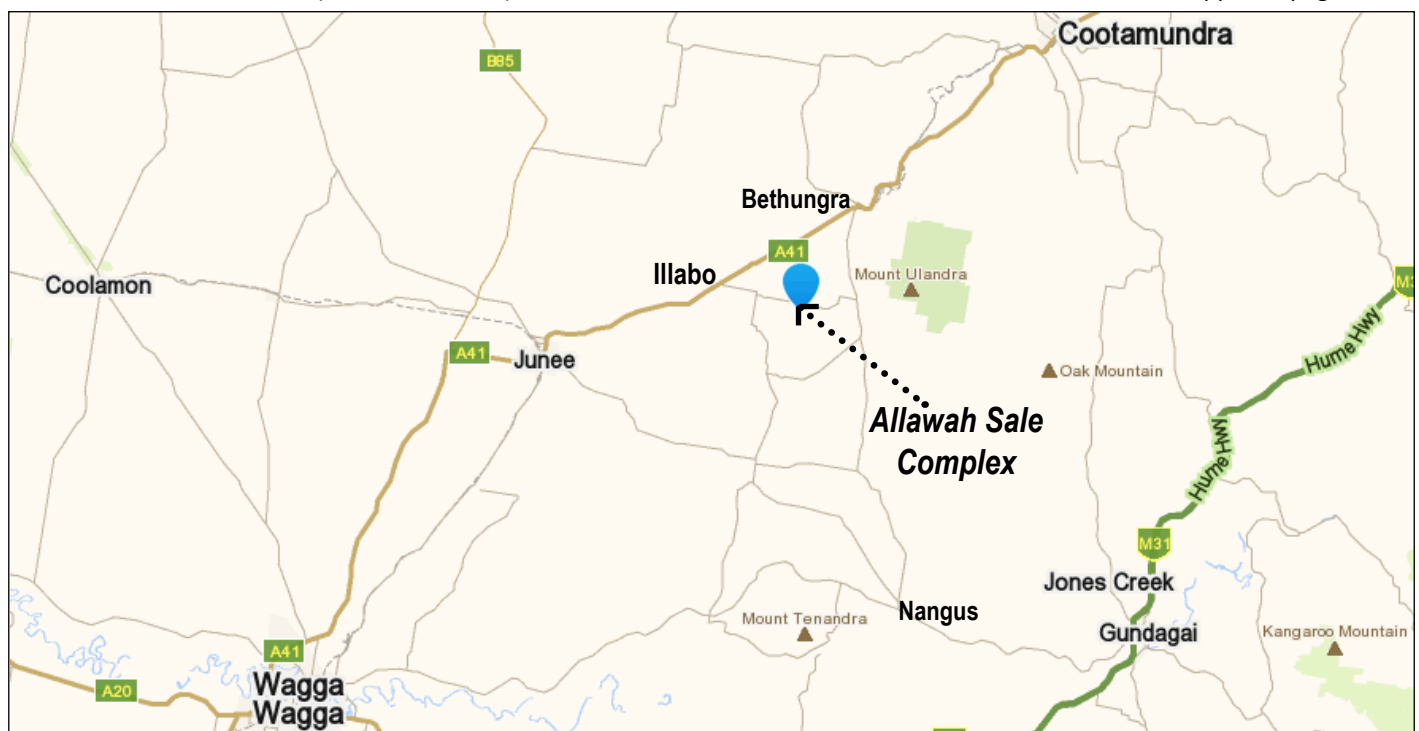 Cootamundra
B85
Bethungra
A41
Illabo
Mount Ulandra
Coolamon
M3
Hume Hwy
A41
Junee
Oak Mountain
Allawah Sale
Complex
Hume Hwy
M31
Jones Creek
Nangus
Mount Tenandra
Gundagai
Kangaroo Mountain
A41
Wagga
Wagga
A20